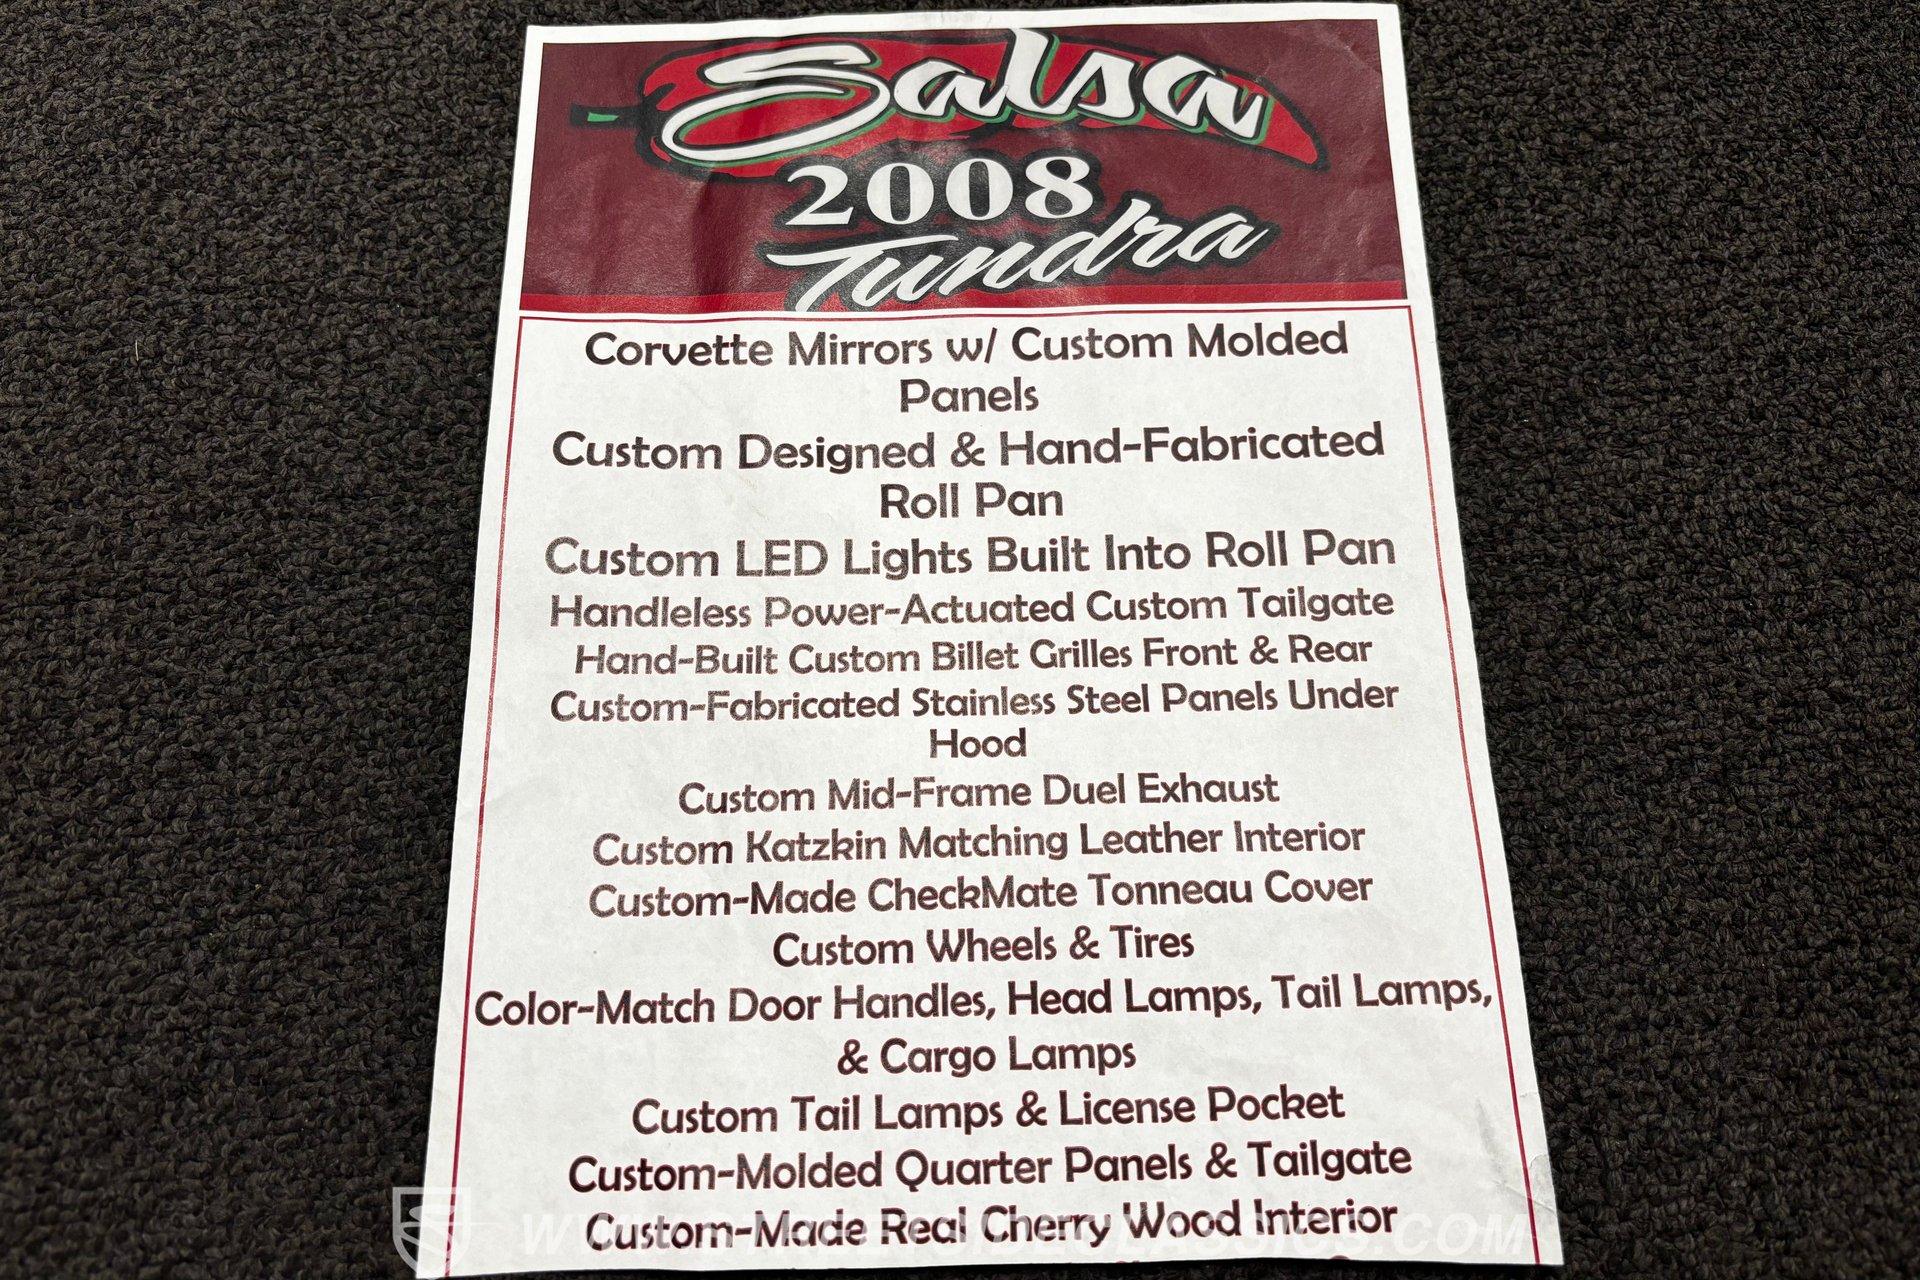 Salsa
2008
Tundra
Corvette Mirrors w/ Custom Molded
Panels
Custom Designed & Hand-Fabricated
Roll Pan
Custom LED Lights Built Into Roll Pan
Handleless Power-Actuated Custom Tailgate
Hand-Built Custom Billet Grilles Front & Rear
Custom-Fabricated Stainless Steel Panels Under
Hood
Custom Mid-Frame Duel Exhaust
Custom Katzkin Matching Leather Interior
Custom-Made CheckMate Tonneau Cover
Custom Wheels & Tires
Color-Match Door Handles, Head Lamps, Tail Lamps,
& Cargo Lamps
Custom Tail Lamps & License Pocket
Custom-Molded Quarter Panels & Tailgate
Custom-Made Real Cherry Wood Interior
WWW.STREETSIDECLASSICS.COM